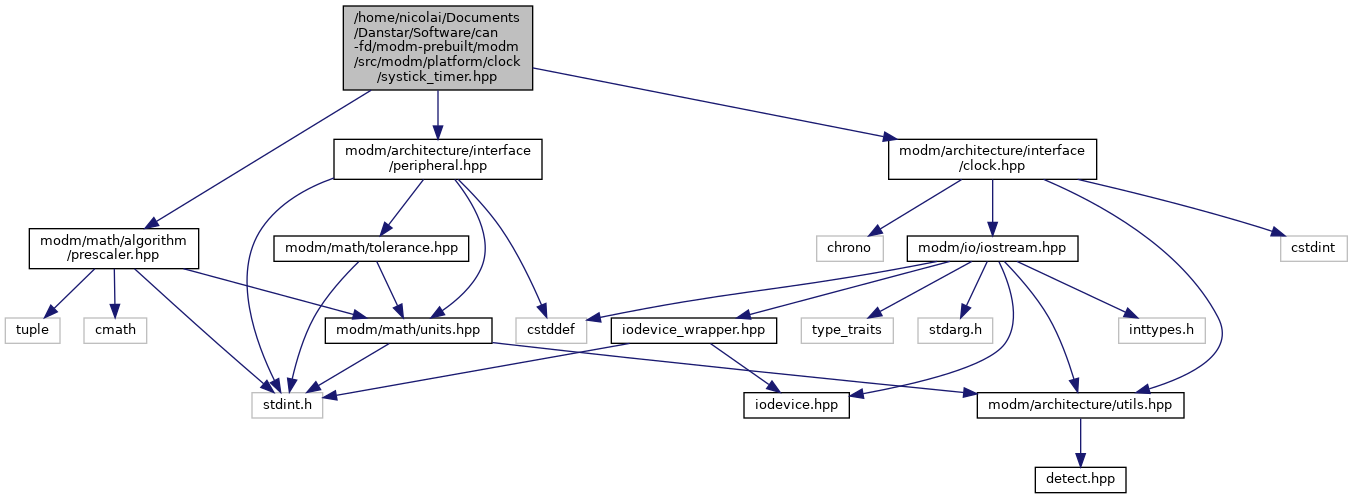 /home/nicolai/Documents
/Danstar/Software/can
-fd/modm-prebuilt/modm
/src/modm/platform/clock
/systick_timer.hpp
modm/architecture/interface
/peripheral.hpp
modm/architecture/interface
/clock.hpp
modm/math/algorithm
/prescaler.hpp
modm/math/tolerance.hpp
chrono
modm/io/iostream.hpp
cstdint
tuple
cmath
modm/math/units.hpp
cstddef
iodevice_wrapper.hpp
type_traits
stdarg.h
inttypes.h
stdint.h
iodevice.hpp
modm/architecture/utils.hpp
detect.hpp